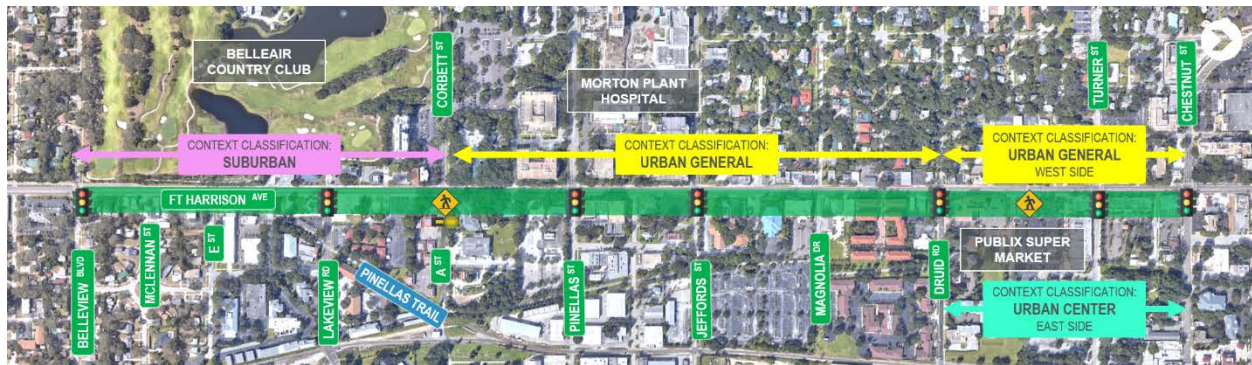 BELLEAIR
COUNTRY CLUB
CORBETT ST
MORTON PLANT
HOSPITAL
TURNER ST
CHESTNUT ST
CONTEXT CLASSIFICATION:
SUBURBAN
CONTEXT CLASSIFICATION:
URBAN GENERAL
CONTEXT CLASSIFICATION:
URBAN GENERAL
WEST SIDE
FT HARRISON AVE
BELLEVIEW BLVD
MCLENNAN ST
E ST
LAKEVIEW RD
PINELLAS TRAIL
A ST
PINELLAS ST
JEFFORDS ST
MAGNOLIA DR
DRUID RD
PUBLIX SUPER
MARKET
CONTEXT CLASSIFICATION:
URBAN CENTER
EAST SIDE